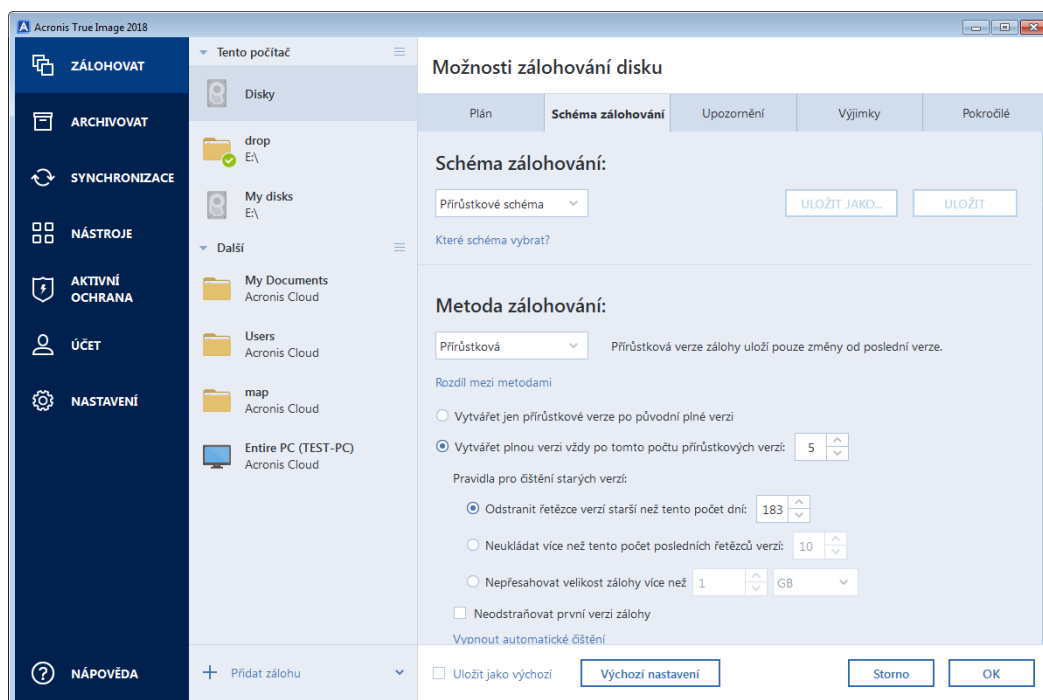 Acronis True Image 2018
ZÁLOHOVAT
ARCHIVOVAT
SYNCHRONIZACE
NÁSTROJE
AKTIVNÍ
OCHRANA
ÚČET
NASTAVENÍ
NÁPOVĚDA
Tento počítač
Disky
drop
E:\
My disks
E:\
Další
My Documents
Acronis Cloud
Users
Acronis Cloud
map
Acronis Cloud
Entire PC (TEST-PC)
Acronis Cloud
Přidat zálohu
Možnosti zálohování disku
Plán Schéma zálohování Upozornění Výjimky Pokročilé
Schéma zálohování:
Přírůstkové schéma ULOŽIT JAKO... ULOŽIT
Které schéma vybrat?
Metoda zálohování:
Přírůstková Přírůstková verze zálohy uloží pouze změny od poslední verze.
Rozdíl mezi metodami
Vytvářet jen přírůstkové verze po původní plné verzi
Vytvářet plnou verzi vždy po tomto počtu přírůstkových verzí: 5
Pravidla pro čištění starých verzí:
Odstranit řetězce verzí starší než tento počet dní: 183
Neukládat více než tento počet posledních řetězců verzí: 10
Nepřesahovat velikost zálohy více než 1 GB
Neodstraňovat první verzi zálohy
Vypnout automatické čištění
Uložit jako výchozí Výchozí nastavení Storno OK